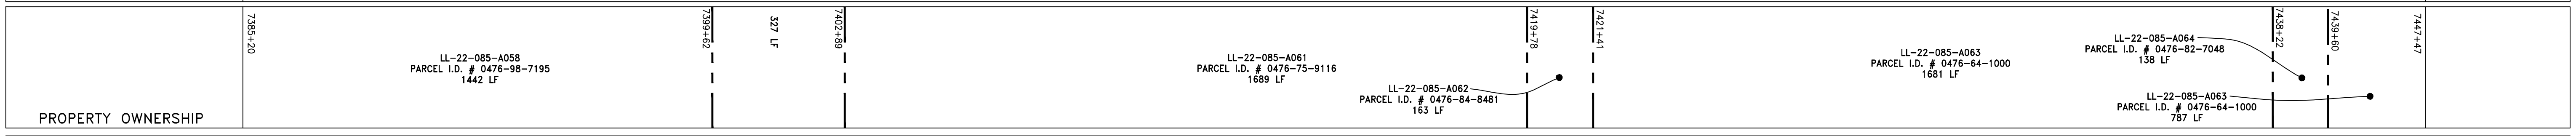 PROPERTY OWNERSHIP
7385+20
LL-22-085-A058
PARCEL I.D. # 0476-98-7195
1442 LF
7399+62
327 LF
7402+89
LL-22-085-A061
PARCEL I.D. # 0476-75-9116
1689 LF
LL-22-085-A062
PARCEL I.D. # 0476-84-8481
163 LF
7419+78
7421+41
LL-22-085-A063
PARCEL I.D. # 0476-64-1000
1681 LF
LL-22-085-A064
PARCEL I.D. # 0476-82-7048
138 LF
LL-22-085-A063
PARCEL I.D. # 0476-64-1000
787 LF
7438+22
7439+60
7447+47